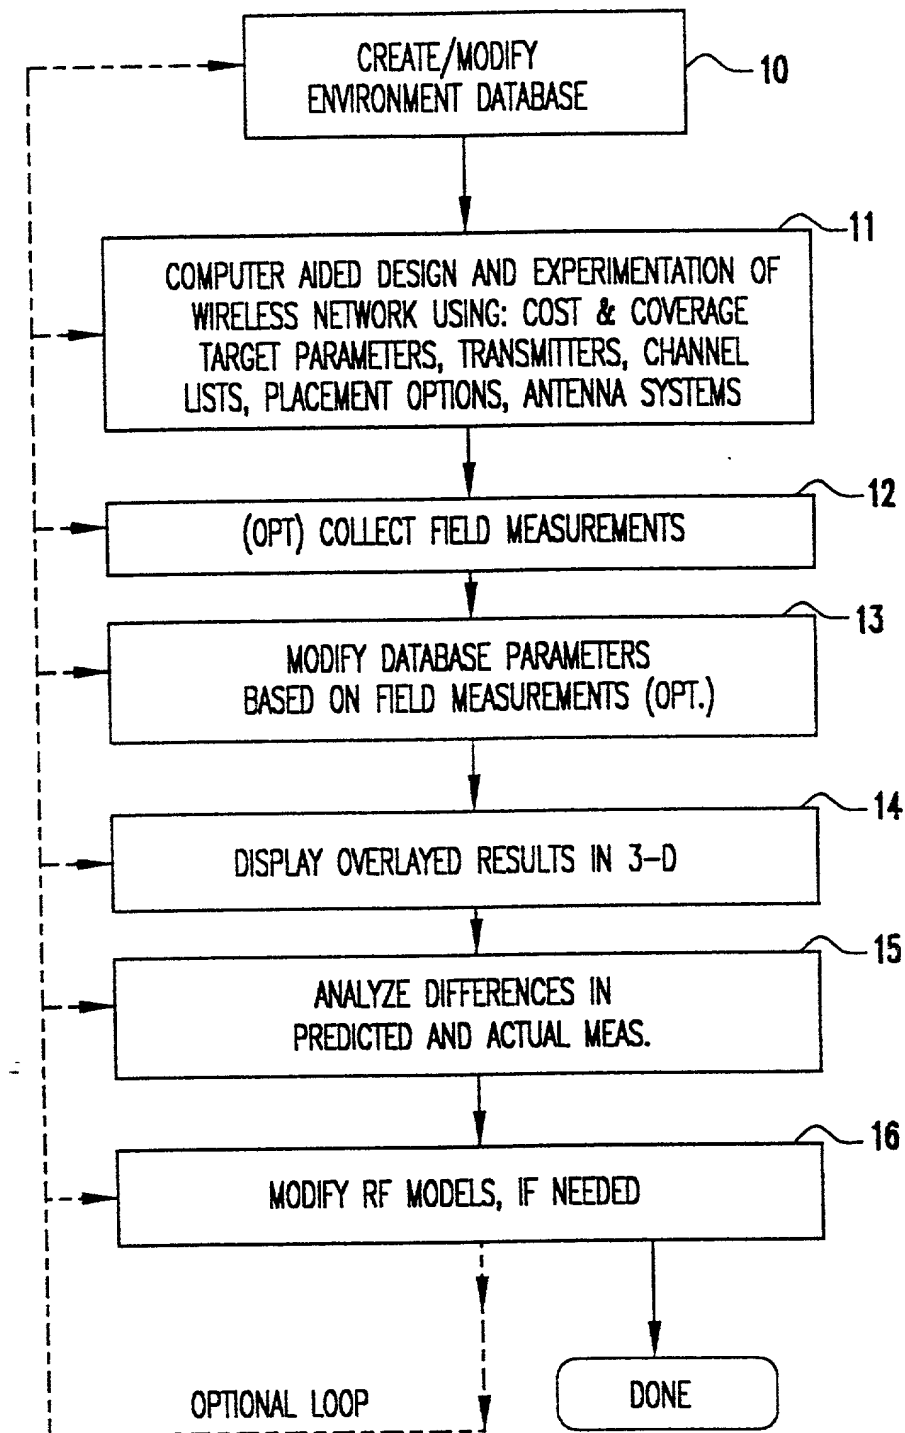 CREATE/MODIFY
ENVIRONMENT DATABASE
10
11
COMPUTER AIDED DESIGN AND EXPERIMENTATION OF
WIRELESS NETWORK USING: COST & COVERAGE
TARGET PARAMETERS, TRANSMITTERS, CHANNEL
LISTS, PLACEMENT OPTIONS, ANTENNA SYSTEMS
12
(OPT) COLLECT FIELD MEASUREMENTS
13
MODIFY DATABASE PARAMETERS
BASED ON FIELD MEASUREMENTS (OPT.)
14
DISPLAY OVERLAYED RESULTS IN 3-D
15
ANALYZE DIFFERENCES IN
PREDICTED AND ACTUAL MEAS.
16
MODIFY RF MODELS, IF NEEDED
OPTIONAL LOOP
DONE